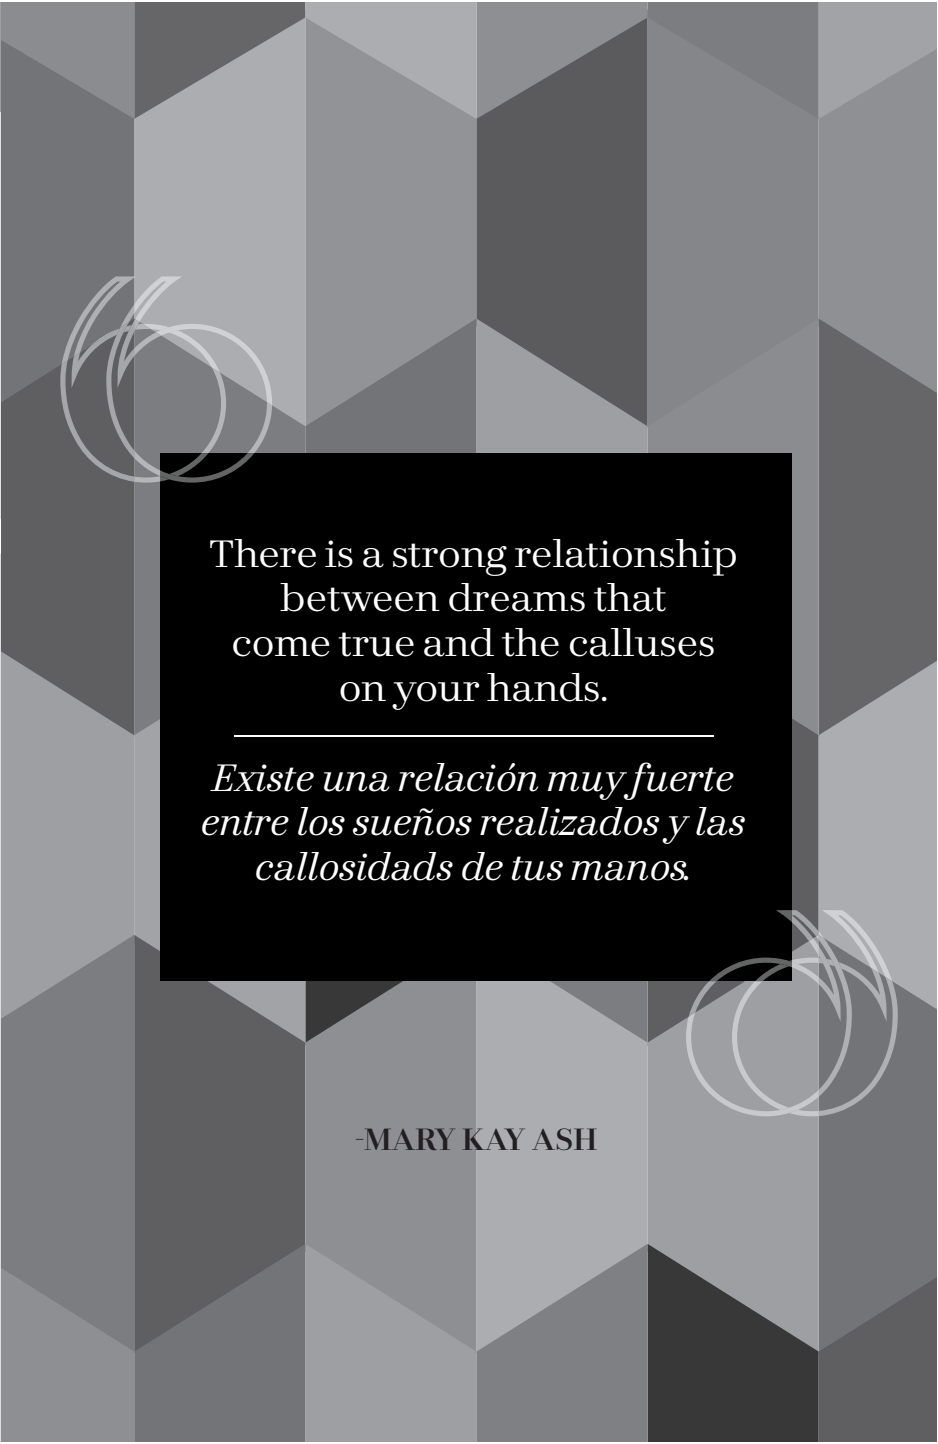 There is a strong relationship
between dreams that
come true and the calluses
on your hands.
Existe una relación muy fuerte
entre los sueños realizados y las
callosidads de tus manos.
-MARY KAY ASH